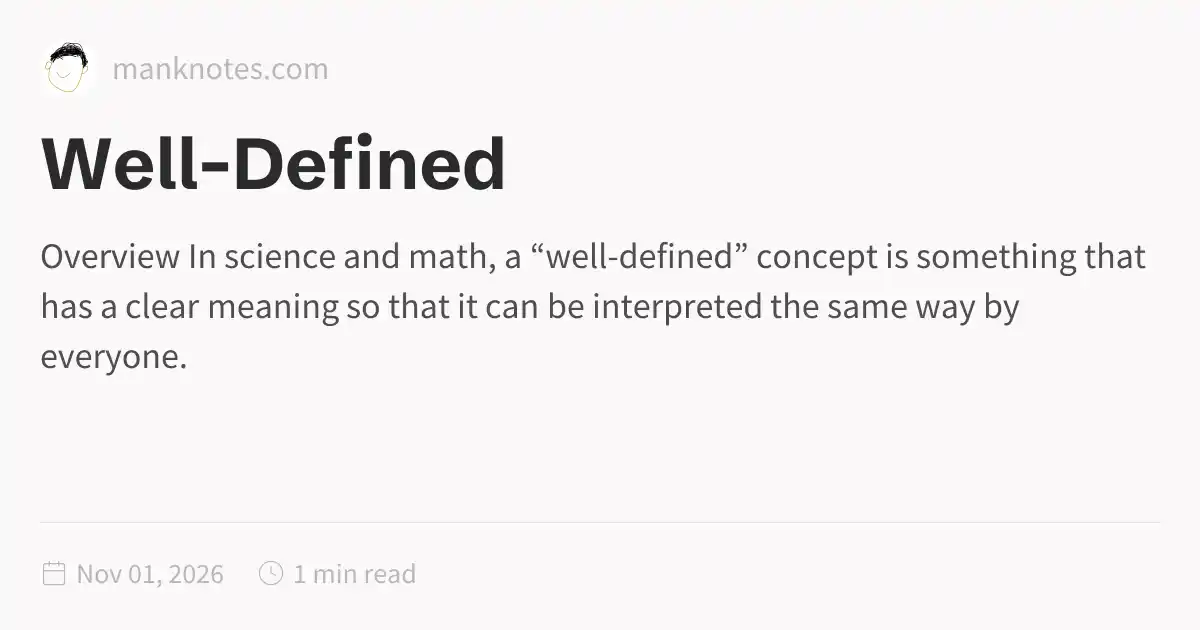 manknotes.com
Well-Defined
Overview In science and math, a “well-defined” concept is something that
has a clear meaning so that it can be interpreted the same way by
everyone.
Nov 01, 2026 1 min read